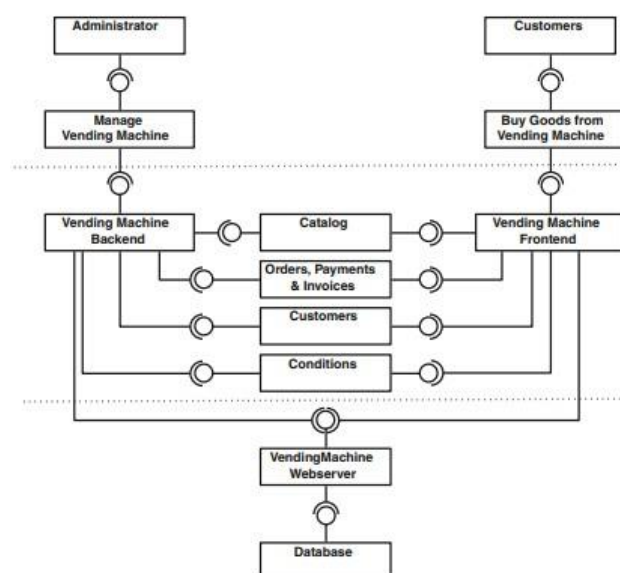 Administrator
Customers
Manage
Vending Machine
Buy Goods from
Vending Machine
Vending Machine
Backend
Catalog
Vending Machine
Frontend
Orders, Payments
& Invoices
Customers
Conditions
VendingMachine
Webserver
Database